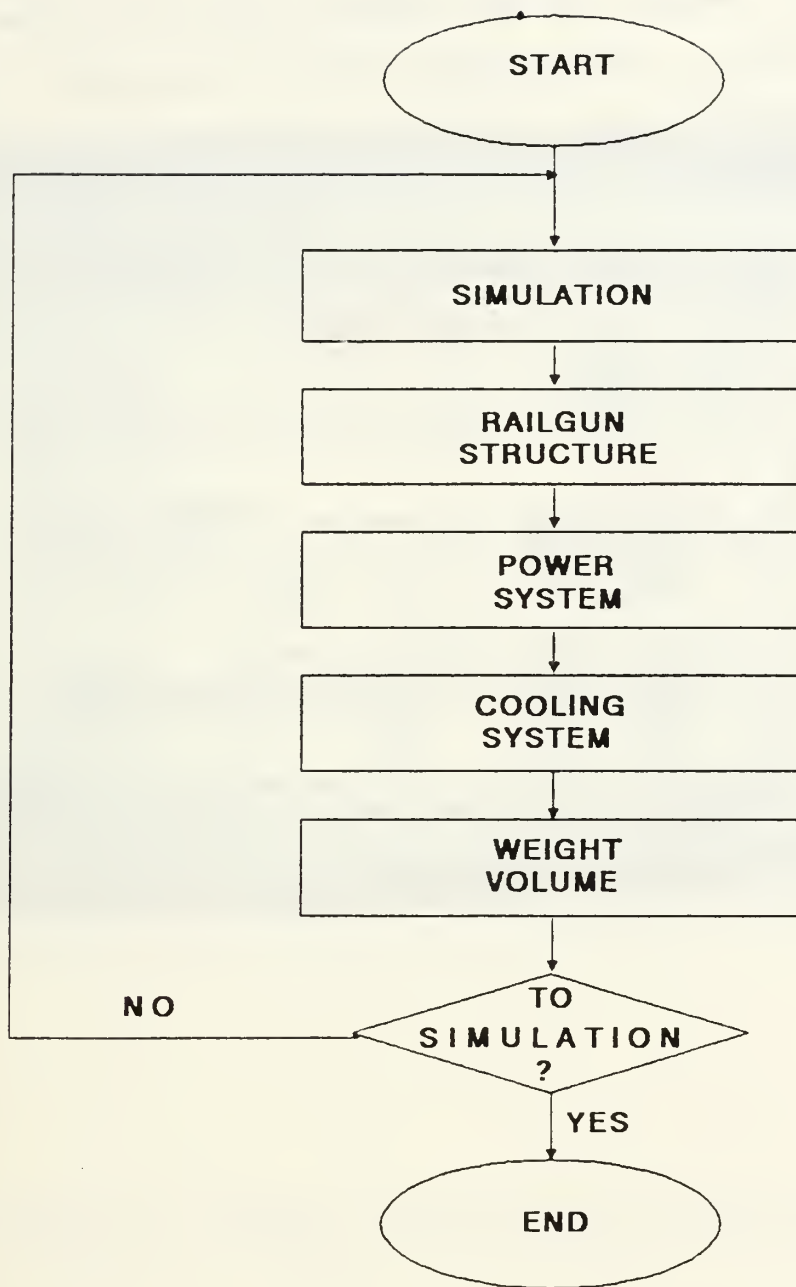 START
SIMULATION
RAILGUN
STRUCTURE
POWER
SYSTEM
COOLING
SYSTEM
WEIGHT
VOLUME
TO
SIMULATION
?
NO
YES
END